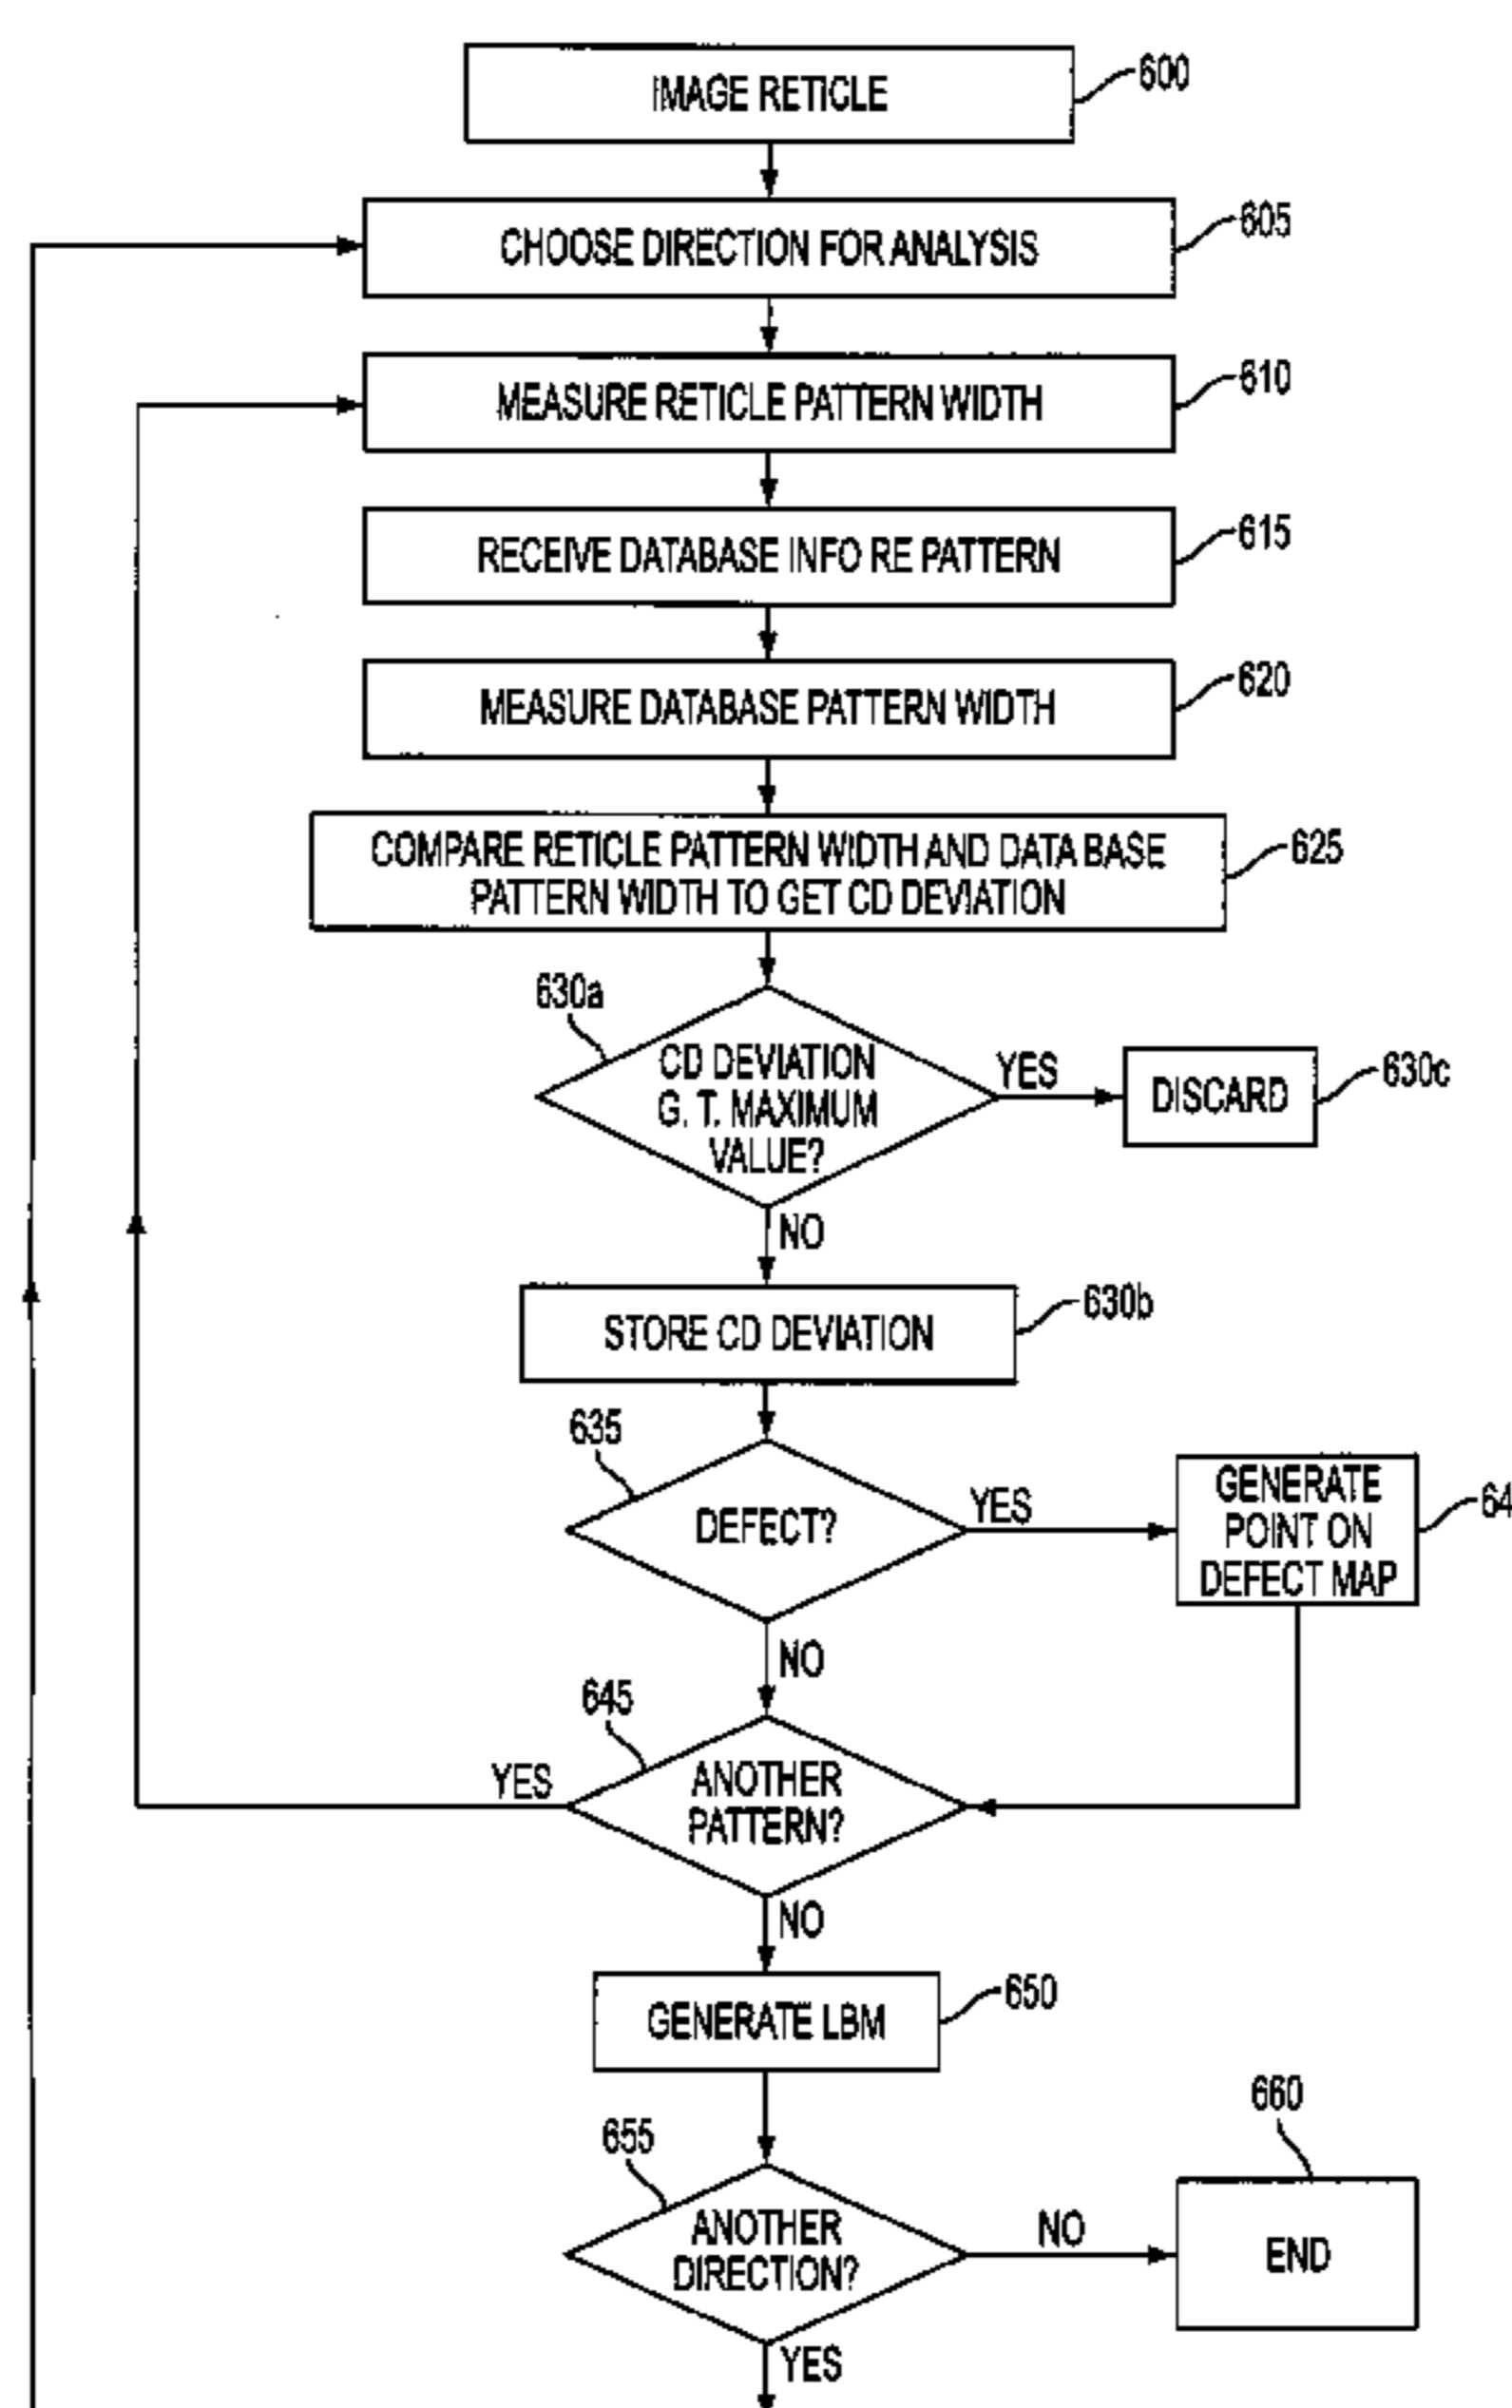 IMAGE RETICLE
600
CHOOSE DIRECTION FOR ANALYSIS
605
MEASURE RETICLE PATTERN WIDTH
610
RECEIVE DATABASE INFO RE PATTERN
615
MEASURE DATABASE PATTERN WIDTH
620
COMPARE RETICLE PATTERN WIDTH AND DATA BASE
PATTERN WIDTH TO GET CD DEVIATION
625
630a
CD DEVIATION
G. T. MAXIMUM
VALUE?
YES
DISCARD
630c
NO
STORE CD DEVIATION
630b
635
DEFECT?
YES
GENERATE
POINT ON
DEFECT MAP
64
NO
645
YES
ANOTHER
PATTERN?
NO
GENERATE LBM
650
655
ANOTHER
DIRECTION?
NO
660
END
YES